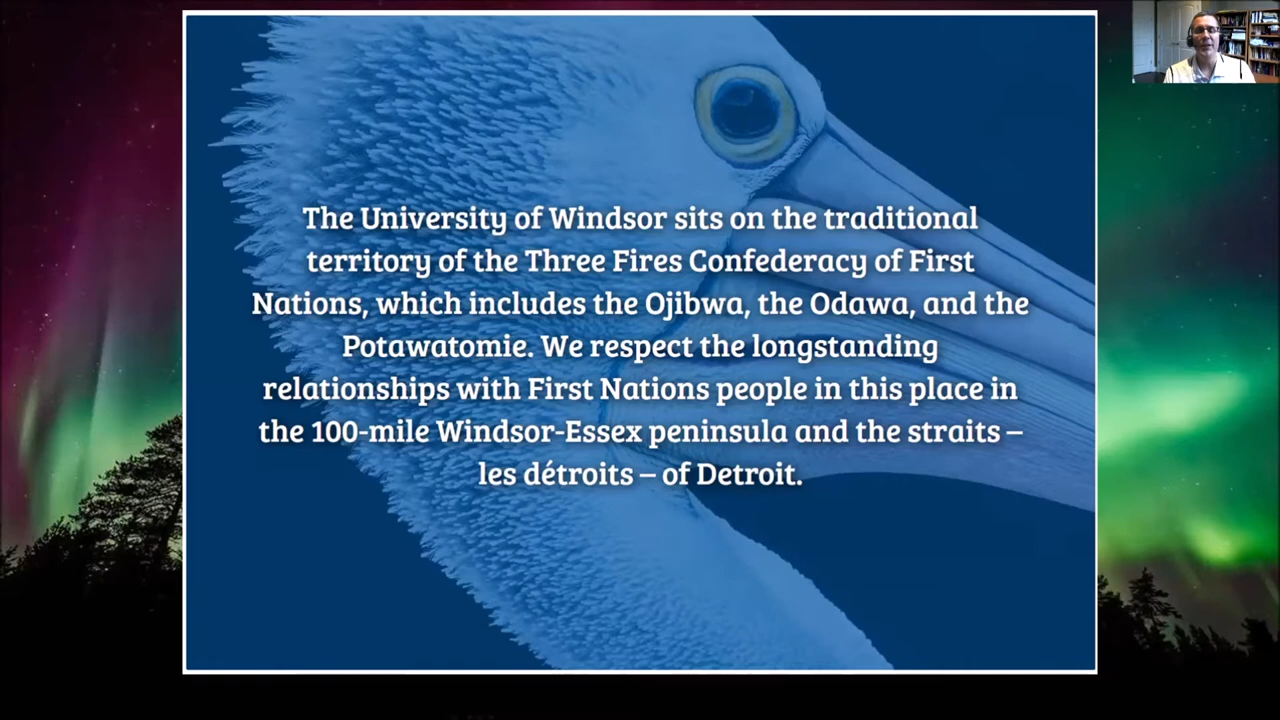 The University of Windsor sits on the traditional
territory of the Three Fires Confederacy of First
Nations, which includes the Ojibwa, the Odawa, and the
Potawatomie. We respect the longstanding
relationships with First Nations people in this place in
the 100-mile Windsor-Essex peninsula and the straits –
les détroits – of Detroit.